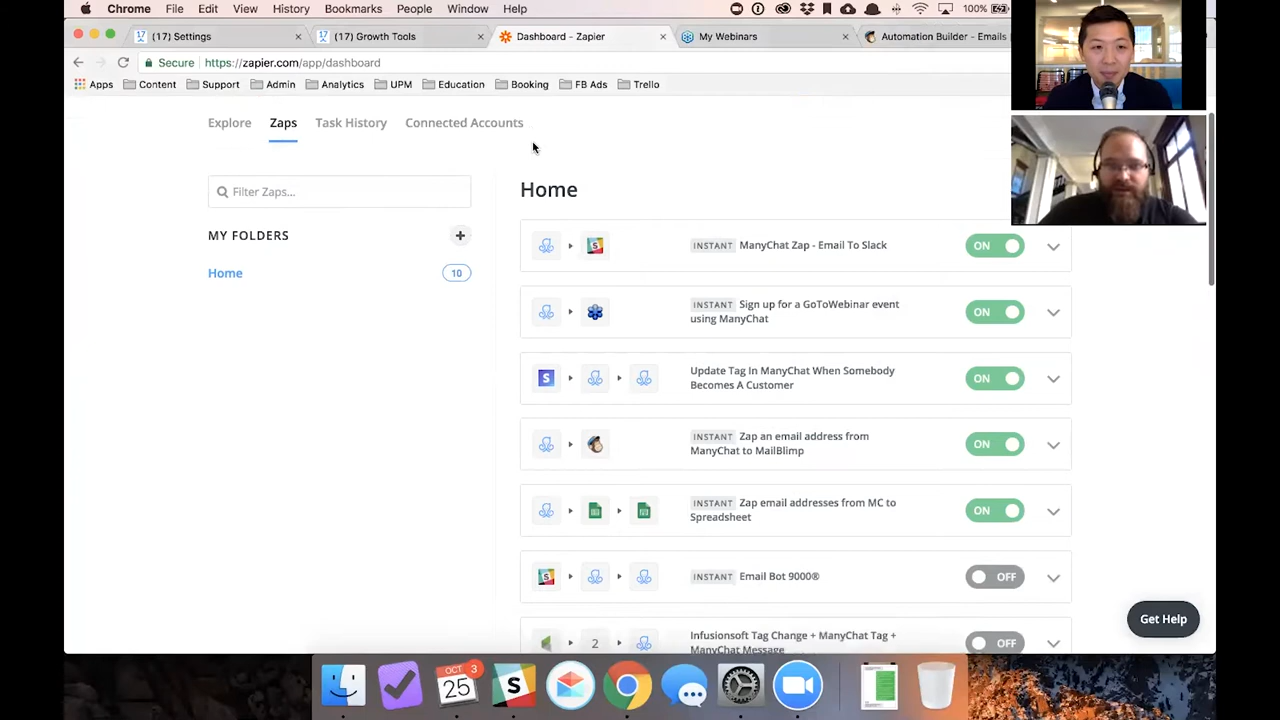 Chrome File Edit View History Bookmarks People Window Help 100%
(17) Settings × (17) Growth Tools × Dashboard - Zapier × My Webinars × Automation Builder - Emails
Secure https://zapier.com/app/dashboard
Apps Content Support Admin Analytics UPM Education Booking FB Ads Trello
Explore Zaps Task History Connected Accounts
Filter Zaps...
MY FOLDERS +
Home 10
Home
INSTANT ManyChat Zap - Email To Slack ON
INSTANT Sign up for a GoToWebinar event
using ManyChat ON
Update Tag In ManyChat When Somebody
Becomes A Customer ON
INSTANT Zap an email address from
ManyChat to MailBlimp ON
INSTANT Zap email addresses from MC to
Spreadsheet ON
INSTANT Email Bot 9000® OFF
2 Infusionsoft Tag Change + ManyChat Tag +
ManyChat Message OFF
Get Help
OCT 3
25